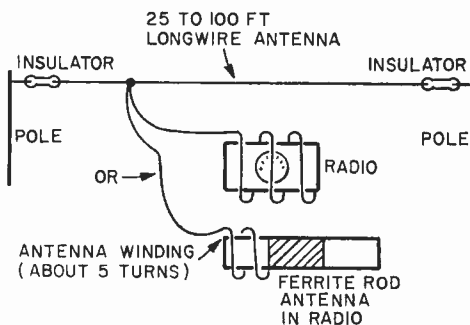 25 TO 100 FT
LONGWIRE ANTENNA
INSULATOR
INSULATOR
POLE
POLE
RADIO
OR
ANTENNA WINDING
(ABOUT 5 TURNS)
FERRITE ROD
ANTENNA
IN RADIO